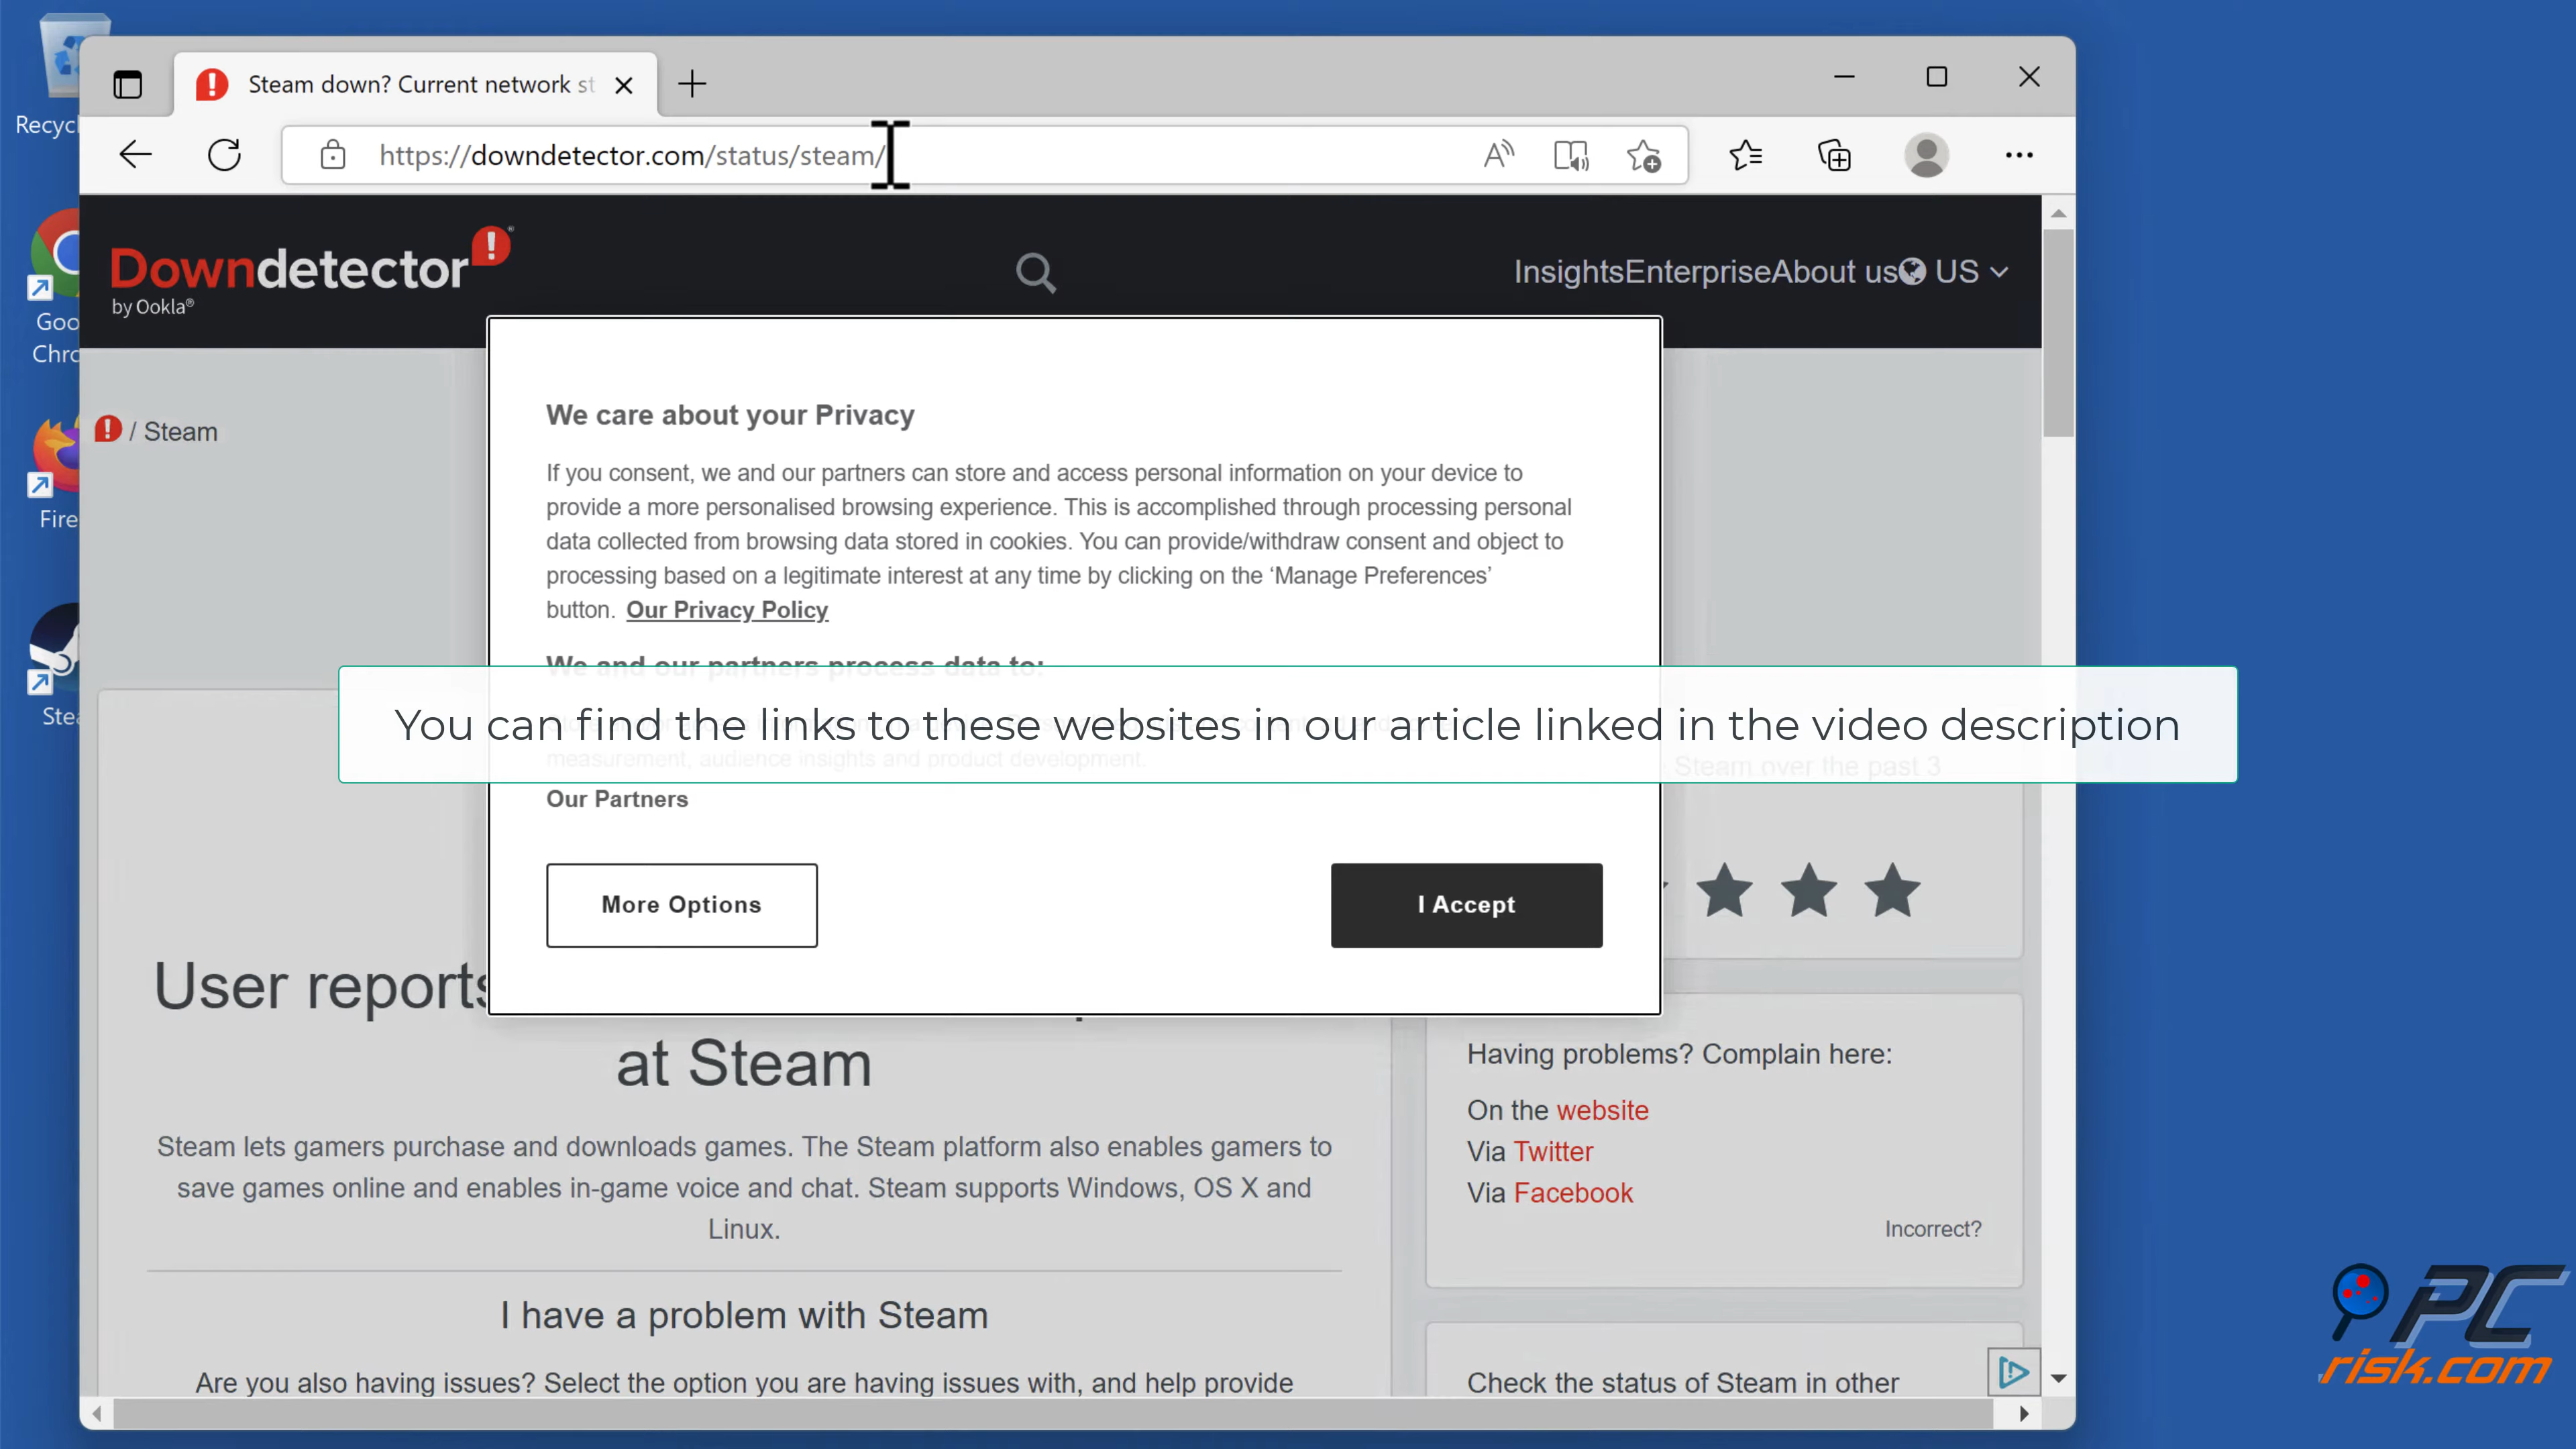 Recycl
Goo
Chro
Fire
Stea
Steam down? Current network st
https://downdetector.com/status/steam/
Downdetector
by Ookla®
Insights Enterprise About us US
/ Steam
We care about your Privacy
If you consent, we and our partners can store and access personal information on your device to
provide a more personalised browsing experience. This is accomplished through processing personal
data collected from browsing data stored in cookies. You can provide/withdraw consent and object to
processing based on a legitimate interest at any time by clicking on the ‘Manage Preferences’
button. Our Privacy Policy
We and our partners process data to:
You can find the links to these websites in our article linked in the video description
measurement, audience insights and product development.
Steam over the past 3
Our Partners
More Options
I Accept
User reports
at Steam
Steam lets gamers purchase and downloads games. The Steam platform also enables gamers to
save games online and enables in-game voice and chat. Steam supports Windows, OS X and
Linux.
I have a problem with Steam
Are you also having issues? Select the option you are having issues with, and help provide
Having problems? Complain here:
On the website
Via Twitter
Via Facebook
Incorrect?
Check the status of Steam in other
PC
risk.com